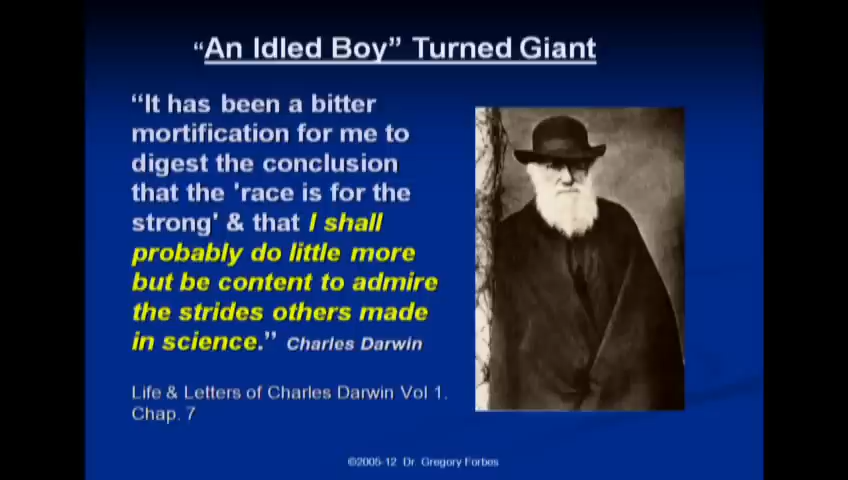 “An Idled Boy” Turned Giant
“It has been a bitter
mortification for me to
digest the conclusion
that the 'race is for the
strong' & that I shall
probably do little more
but be content to admire
the strides others made
in science.” Charles Darwin
Life & Letters of Charles Darwin Vol 1.
Chap. 7
©2005-12 Dr. Gregory Forbes